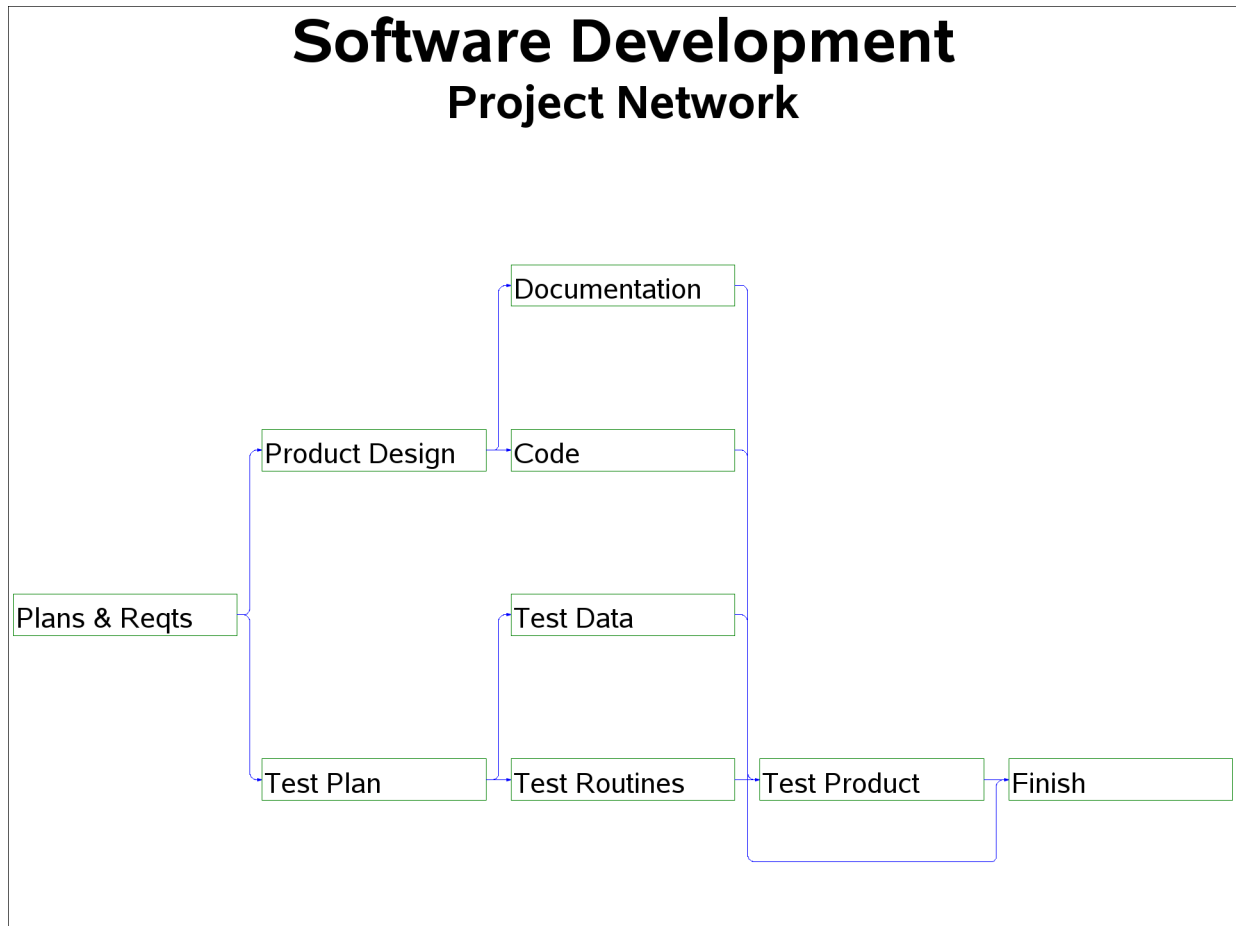 Software Development
Project Network
Documentation
Product Design
Code
Plans & Reqts
Test Data
Test Plan
Test Routines
Test Product
Finish